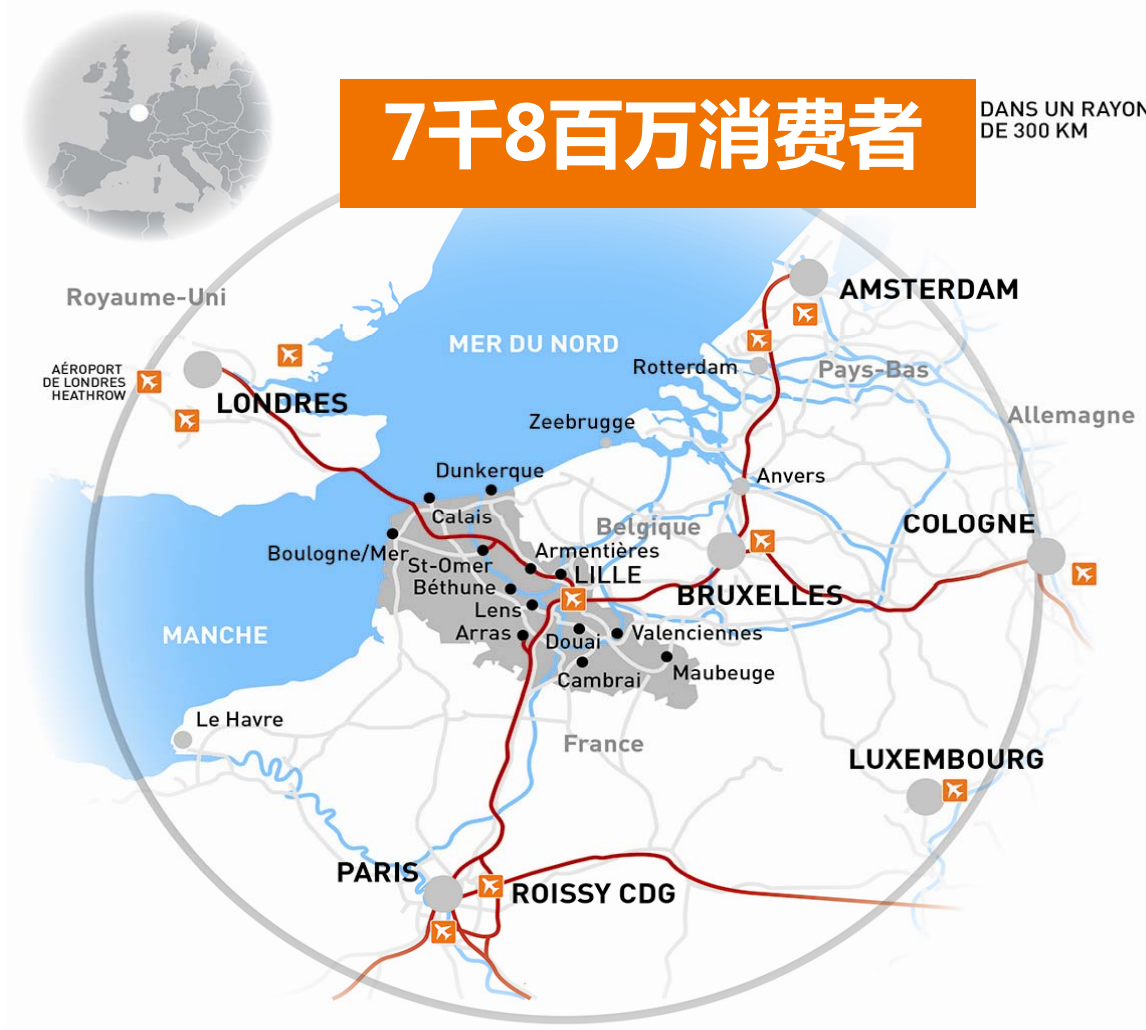 7千8百万消费者
DANS UN RAYON
DE 300 KM
Royaume-Uni
AMSTERDAM
MER DU NORD
Rotterdam
Pays-Bas
AÉROPORT
DE LONDRES
HEATHROW
LONDRES
Allemagne
Zeebrugge
Dunkerque
Anvers
Calais
Belgique
COLOGNE
Boulogne/Mer
Armentières
St-Omer
LILLE
Béthune
BRUXELLES
Lens
MANCHE
Arras
Douai
Valenciennes
Cambrai
Maubeuge
Le Havre
France
LUXEMBOURG
PARIS
ROISSY CDG